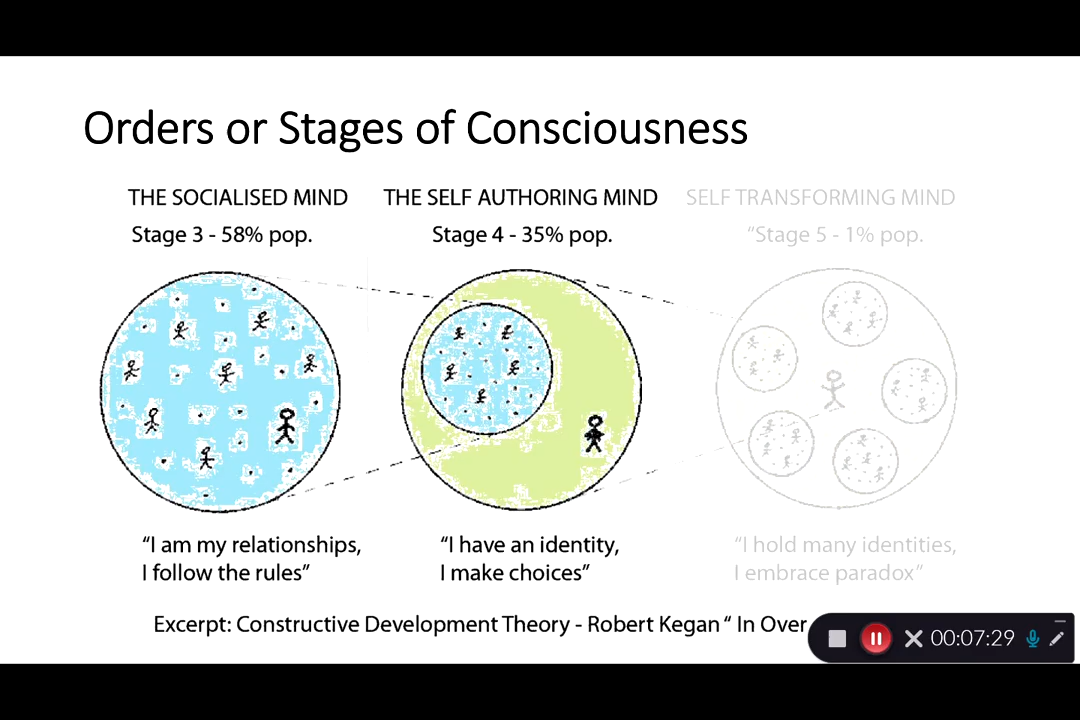 Orders or Stages of Consciousness
THE SOCIALISED MIND
Stage 3 - 58% pop.
THE SELF AUTHORING MIND
Stage 4 - 35% pop.
SELF TRANSFORMING MIND
“Stage 5 - 1% pop.
“I am my relationships,
I follow the rules”
“I have an identity,
I make choices”
“I hold many identities,
I embrace paradox”
Excerpt: Constructive Development Theory - Robert Kegan “ In Over
00:07:29